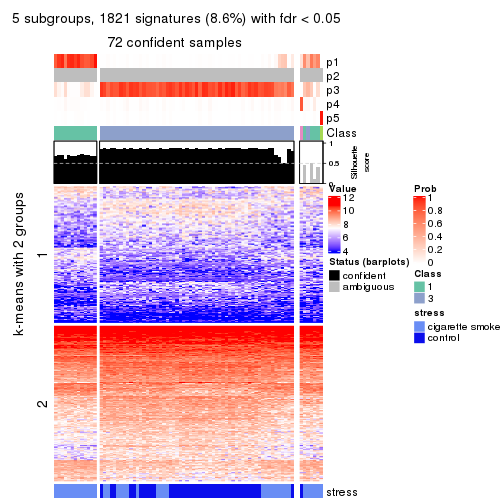 5 subgroups, 1821 signatures (8.6%) with fdr < 0.05
72 confident samples
p1
p2
p3
p4
p5
Class
1
0.5
0
Silhouette
score
k-means with 2 groups
1
2
stress
Value
12
10
8
6
4
Status (barplots)
confident
ambiguous
Prob
0.8
0.6
0.4
0.2
0
Class
1
3
stress
cigarette smoke
control